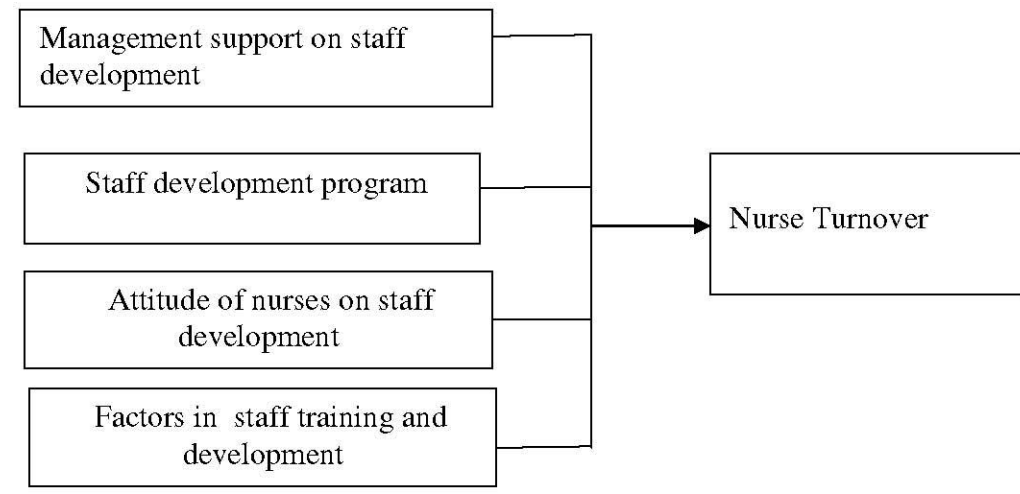 Management support on staff
development
Staff development program
Nurse Turnover
Attitude of nurses on staff
development
Factors in  staff training and
development